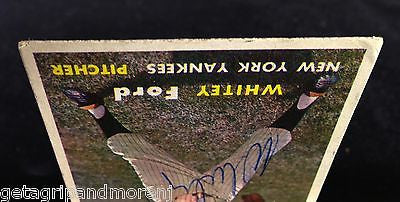 WHITEY Ford
NEW YORK YANKEES PITCHER
getagripandmore